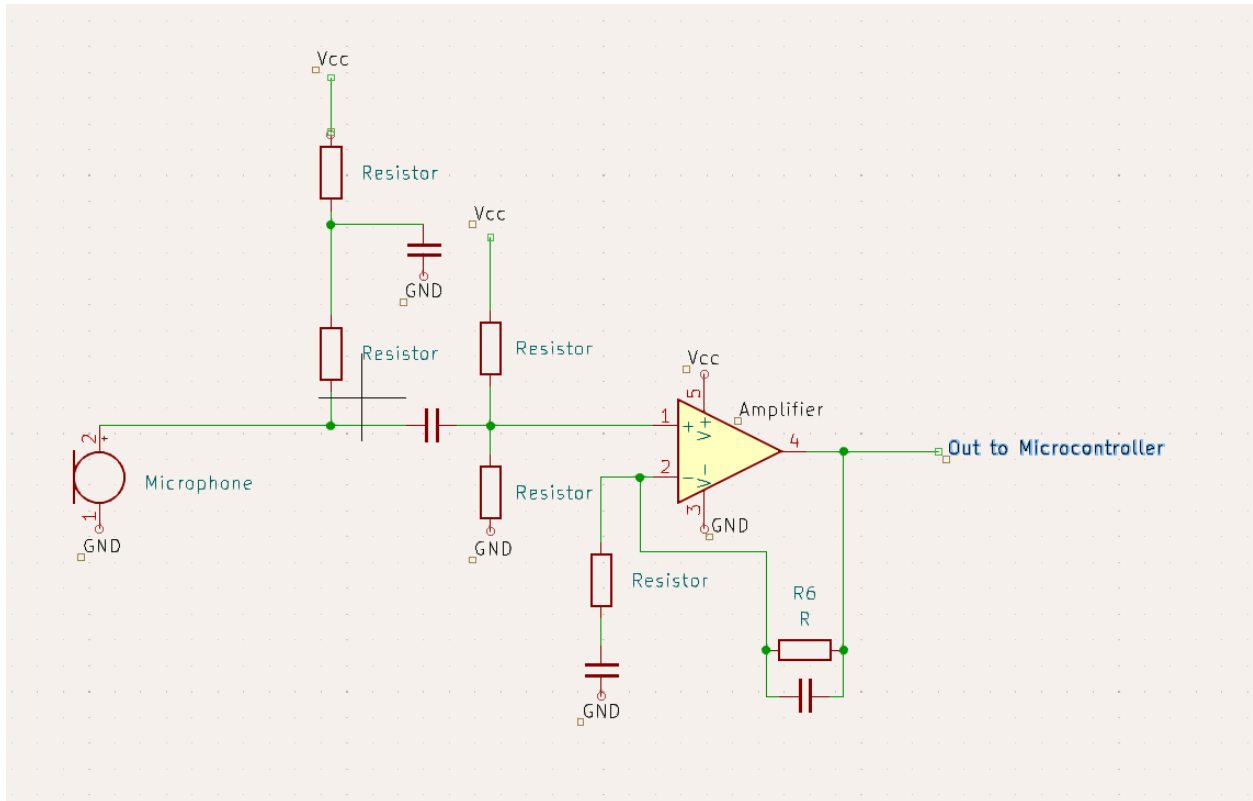 Vcc
Resistor
Vcc
GND
Resistor
Resistor
Vcc
5
Amplifier
1
+
V+
4
Out to Microcontroller
2
+
Microphone
2
-
V-
Resistor
3
GND
1
GND
GND
Resistor
R6
R
GND